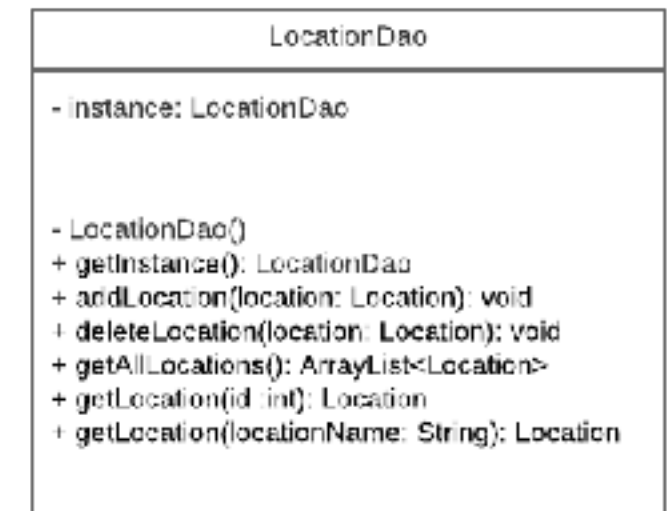 LocationDao
- instance: LocationDao
- LocationDao()
+ getInstance(): LocationDao
+ addLocation(location: Location): void
+ deleteLocation(location: Location): void
+ getAllLocations(): ArrayList<Location>
+ getLocation(id :int): Location
+ getLocation(locationName: String): Location